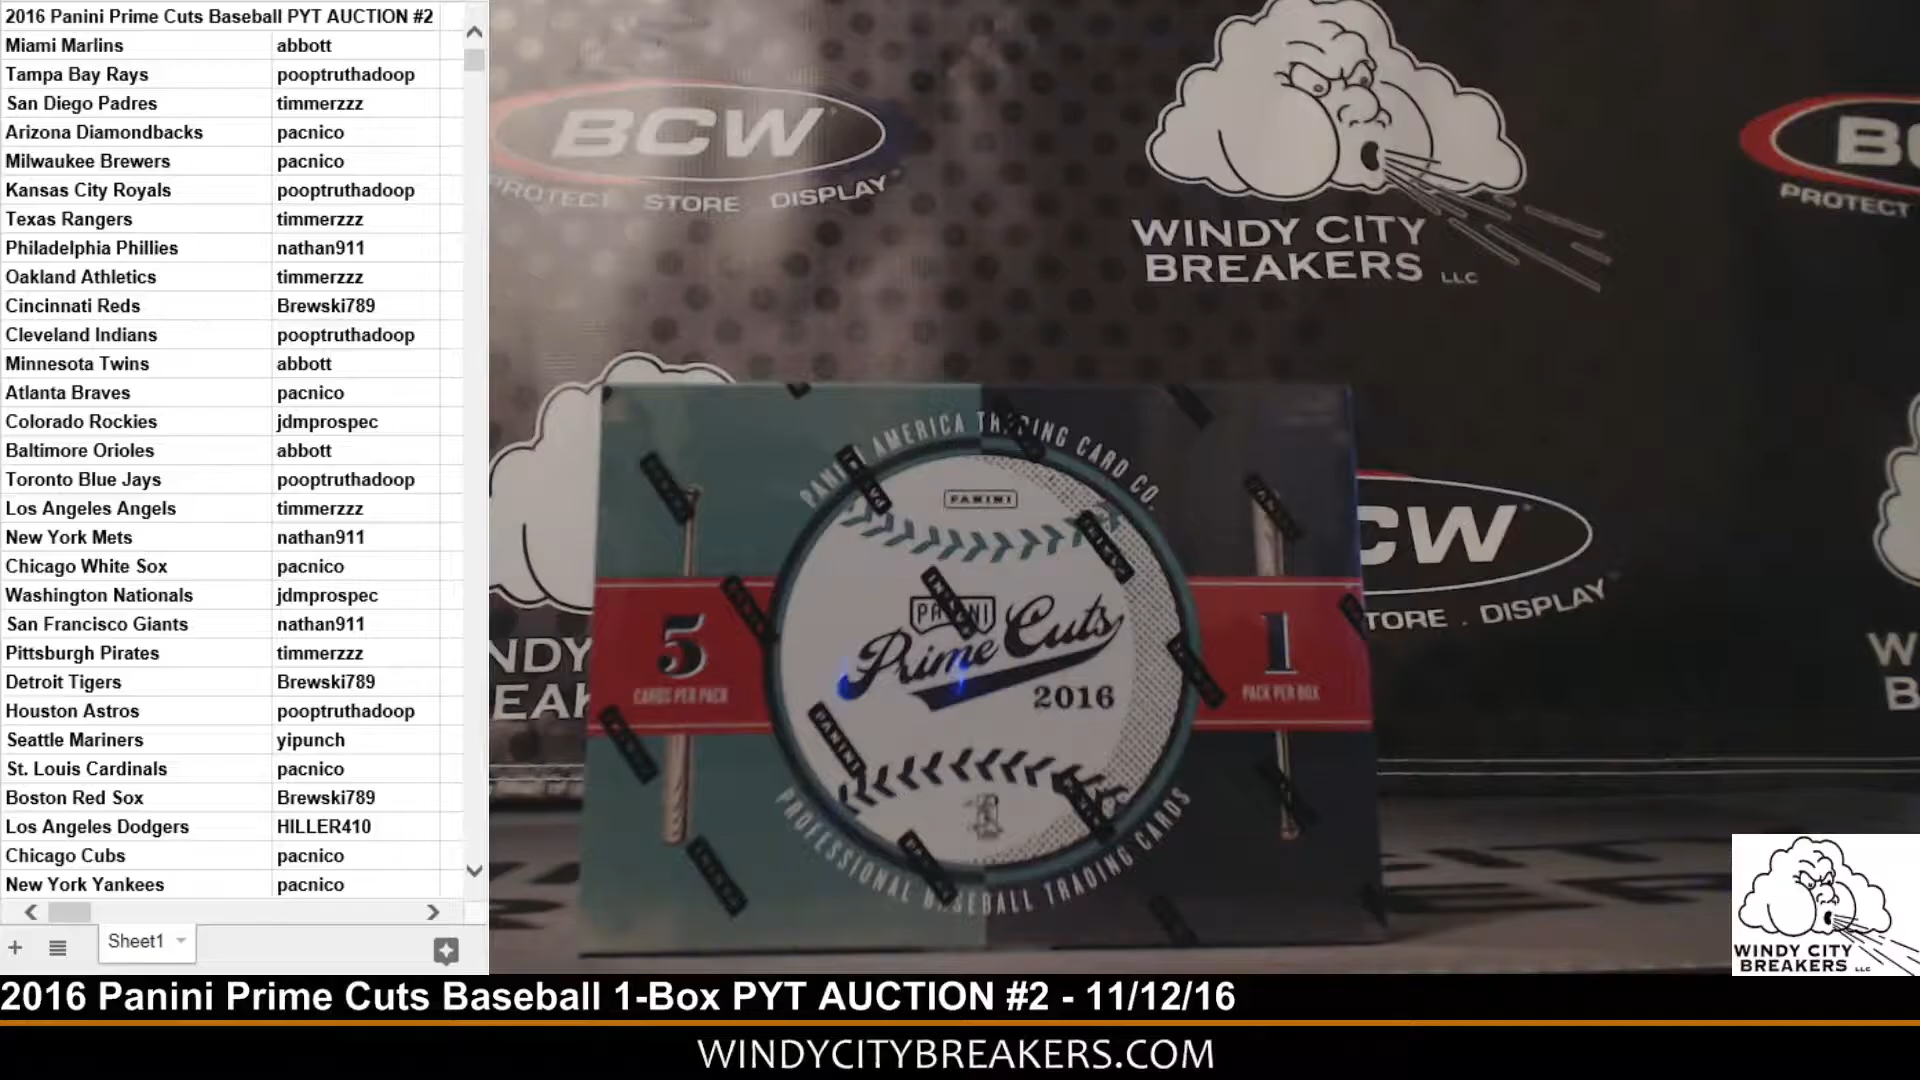 2016 Panini Prime Cuts Baseball PYT AUCTION #2
Miami Marlins abbott
Tampa Bay Rays pooptruthadoop
San Diego Padres timmerzzz
Arizona Diamondbacks pacnico
Milwaukee Brewers pacnico
Kansas City Royals pooptruthadoop
Texas Rangers timmerzzz
Philadelphia Phillies nathan911
Oakland Athletics timmerzzz
Cincinnati Reds Brewski789
Cleveland Indians pooptruthadoop
Minnesota Twins abbott
Atlanta Braves pacnico
Colorado Rockies jdmprospec
Baltimore Orioles abbott
Toronto Blue Jays pooptruthadoop
Los Angeles Angels timmerzzz
New York Mets nathan911
Chicago White Sox pacnico
Washington Nationals jdmprospec
San Francisco Giants nathan911
Pittsburgh Pirates timmerzzz
Detroit Tigers Brewski789
Houston Astros pooptruthadoop
Seattle Mariners yipunch
St. Louis Cardinals pacnico
Boston Red Sox Brewski789
Los Angeles Dodgers HILLER410
Chicago Cubs pacnico
New York Yankees pacnico
Sheet1
BCW
PROTECT STORE DISPLAY
WINDY CITY
BREAKERS LLC
PROTECT
PANINI AMERICA TRADING CARD CO.
PANINI
PANINI
Prime Cuts
2016
5
CARDS PER PACK
1
PACK PER BOX
PROFESSIONAL BASEBALL TRADING CARDS
CW
TORE . DISPLAY
NDY
EAK
WINDY CITY
BREAKERS LLC
2016 Panini Prime Cuts Baseball 1-Box PYT AUCTION #2 - 11/12/16
WINDYCITYBREAKERS.COM